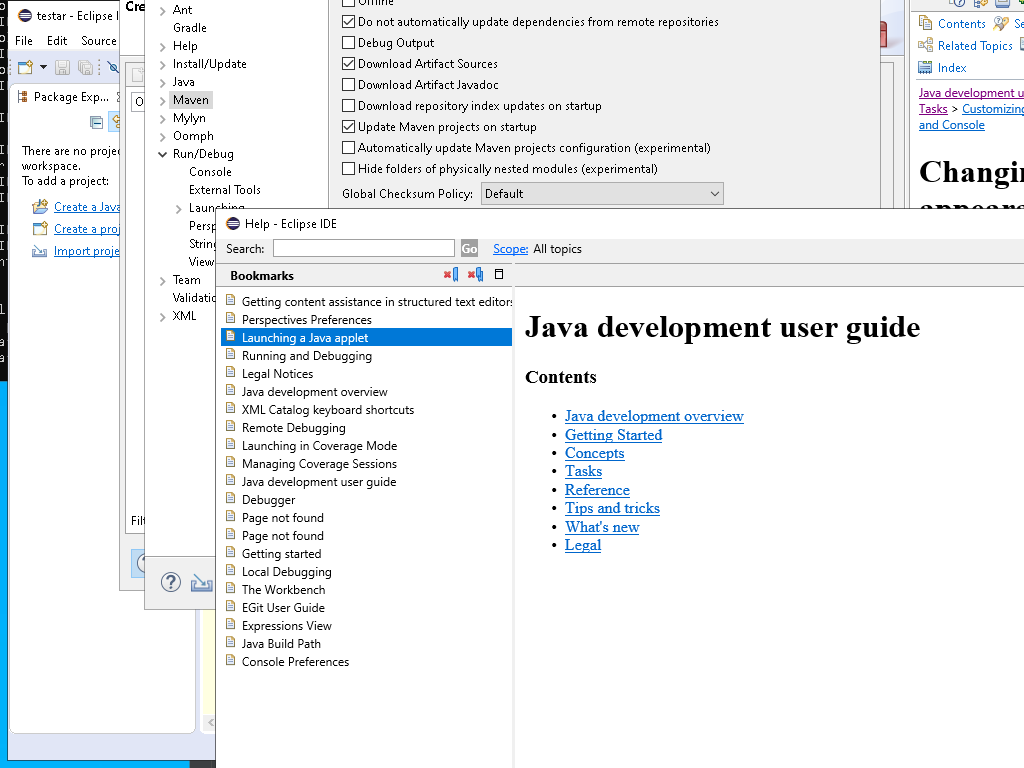 testar - Eclipse I
File Edit Source
Package Exp...
There are no proje
workspace.
To add a project:
Create a Java
Create a proj
Import proje
Cre
Filt
Ant
Gradle
Help
Install/Update
Java
Maven
Mylyn
Oomph
Run/Debug
Console
External Tools
Launching
Persp
String
View
Team
Validatio
XML
Offline
Do not automatically update dependencies from remote repositories
Debug Output
Download Artifact Sources
Download Artifact Javadoc
Download repository index updates on startup
Update Maven projects on startup
Automatically update Maven projects configuration (experimental)
Hide folders of physically nested modules (experimental)
Global Checksum Policy: Default
Contents Se
Related Topics
Index
Java development u
Tasks > Customizing
and Console
Changin
appears
Help - Eclipse IDE
Search: Go Scope: All topics
Bookmarks
Getting content assistance in structured text editors
Perspectives Preferences
Launching a Java applet
Running and Debugging
Legal Notices
Java development overview
XML Catalog keyboard shortcuts
Remote Debugging
Launching in Coverage Mode
Managing Coverage Sessions
Java development user guide
Debugger
Page not found
Page not found
Getting started
Local Debugging
The Workbench
EGit User Guide
Expressions View
Java Build Path
Console Preferences
Java development user guide
Contents
• Java development overview
• Getting Started
• Concepts
• Tasks
• Reference
• Tips and tricks
• What's new
• Legal